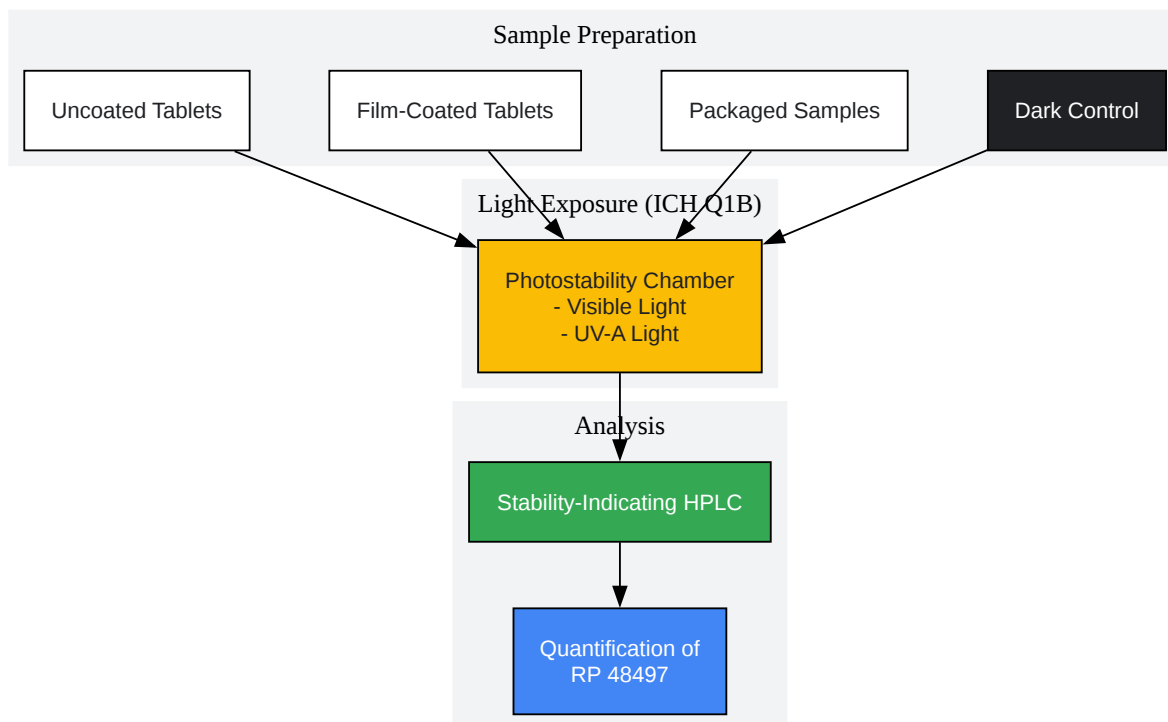 Sample Preparation
Uncoated Tablets
Film-Coated Tablets
Packaged Samples
Dark Control
Light Exposure (ICH Q1B)
Photostability Chamber
- Visible Light
- UV-A Light
Analysis
Stability-Indicating HPLC
Quantification of
RP 48497